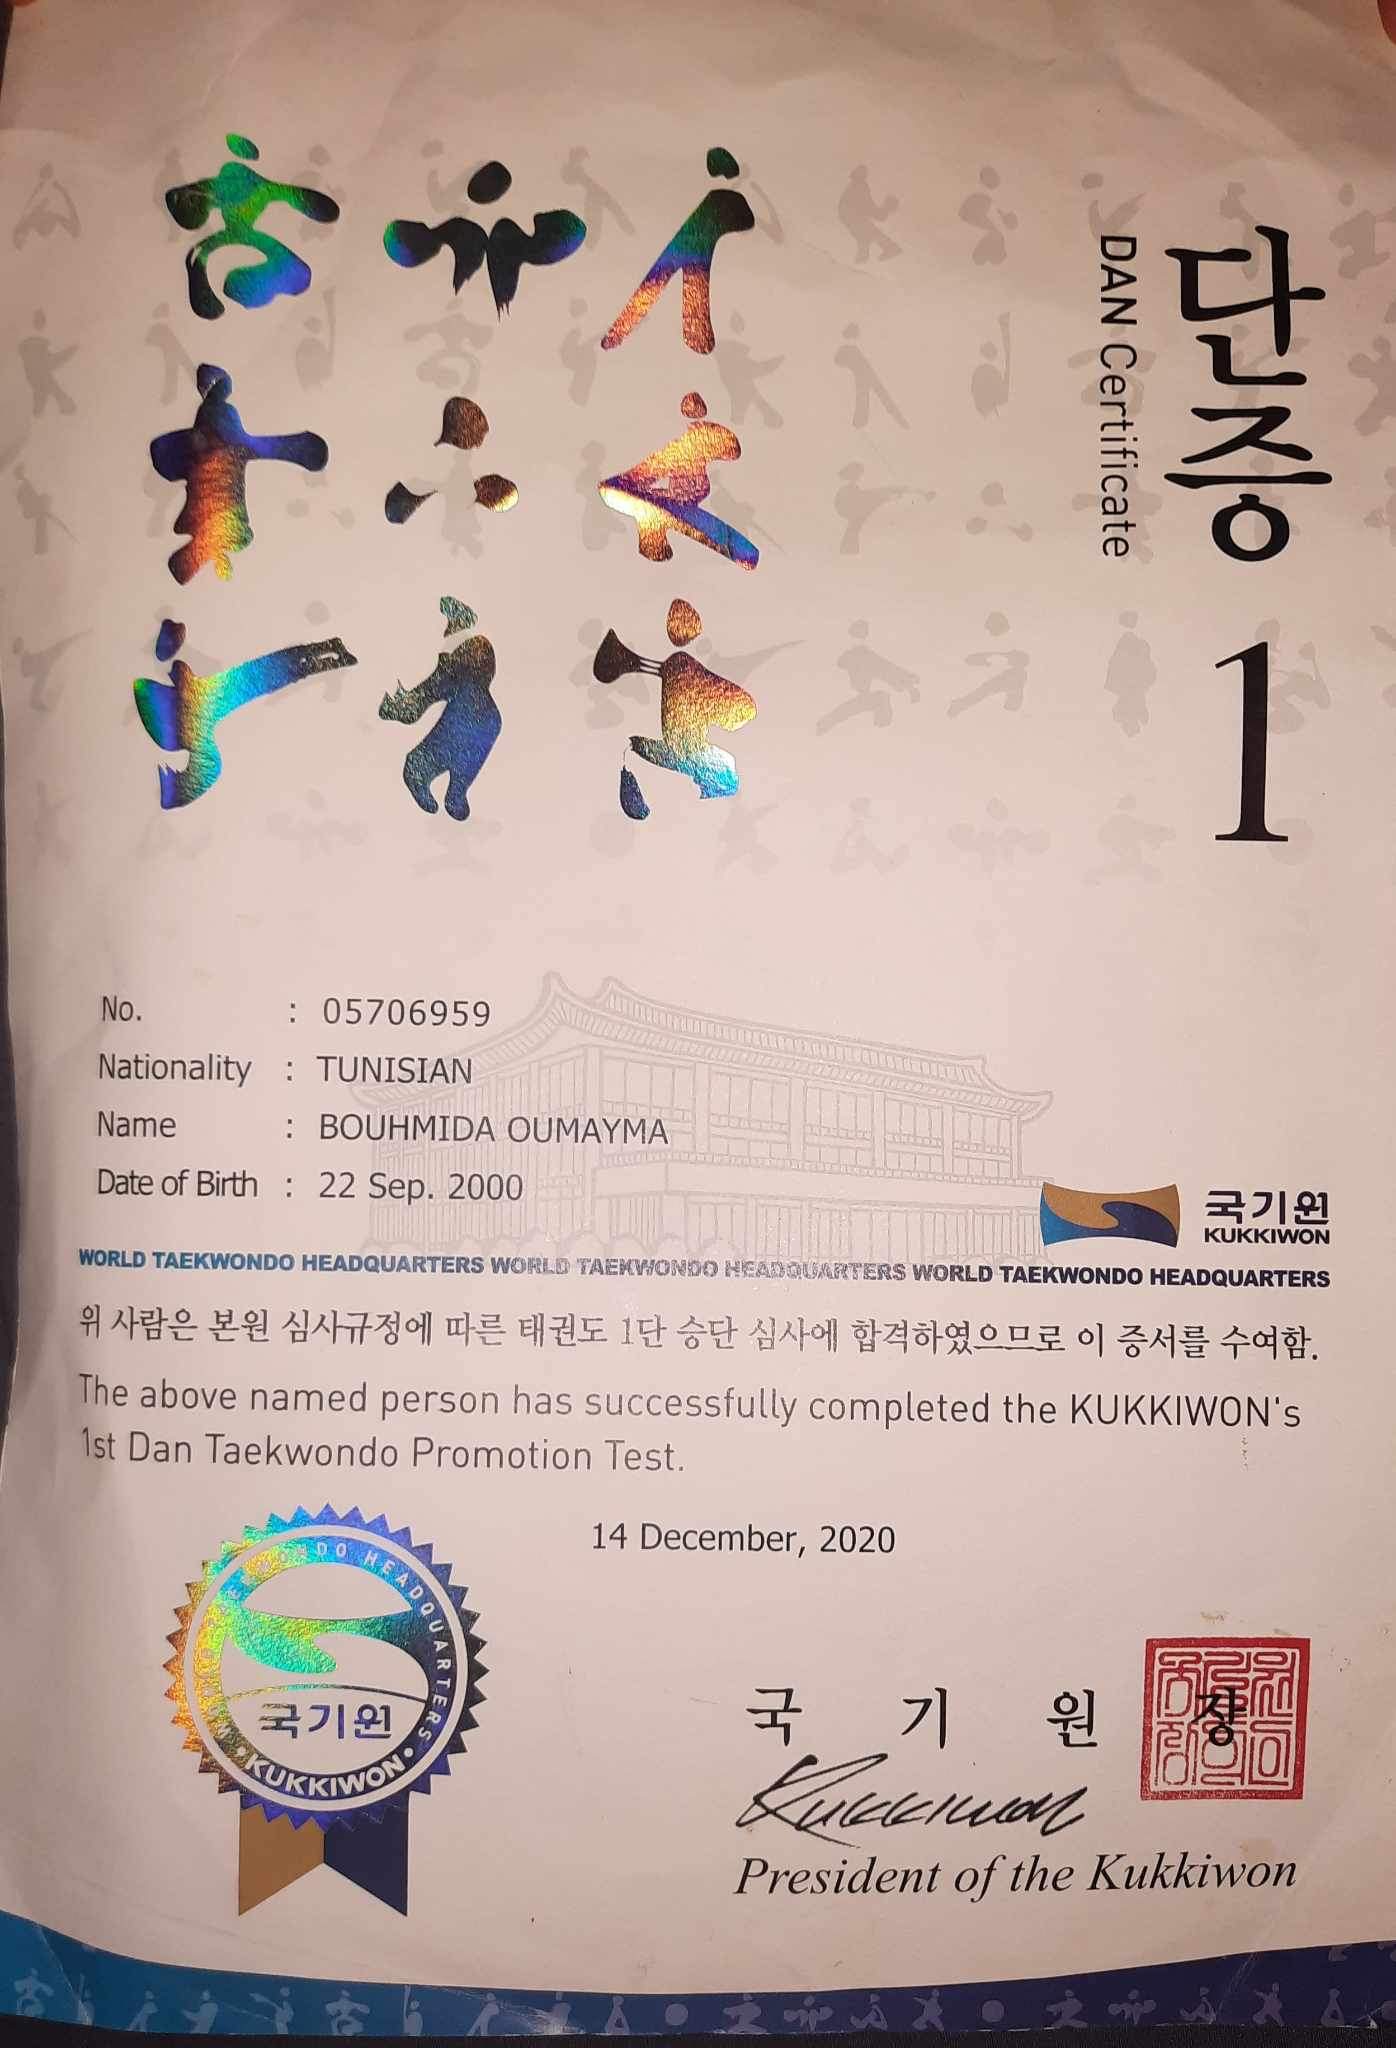 단증 1
DAN Certificate
No. : 05706959
Nationality : TUNISIAN
Name : BOUHMIDA OUMAYMA
Date of Birth : 22 Sep. 2000
국기원
KUKKIWON
WORLD TAEKWONDO HEADQUARTERS WORLD TAEKWONDO HEADQUARTERS WORLD TAEKWONDO HEADQUARTERS
위 사람은 본원 심사규정에 따른 태권도 1단 승단 심사에 합격하였으므로 이 증서를 수여함.
The above named person has successfully completed the KUKKIWON's
1st Dan Taekwondo Promotion Test.
14 December, 2020
HEADQUARTERS
국기원
KUKKIWON
국 기 원 장
Kukkiwon
President of the Kukkiwon